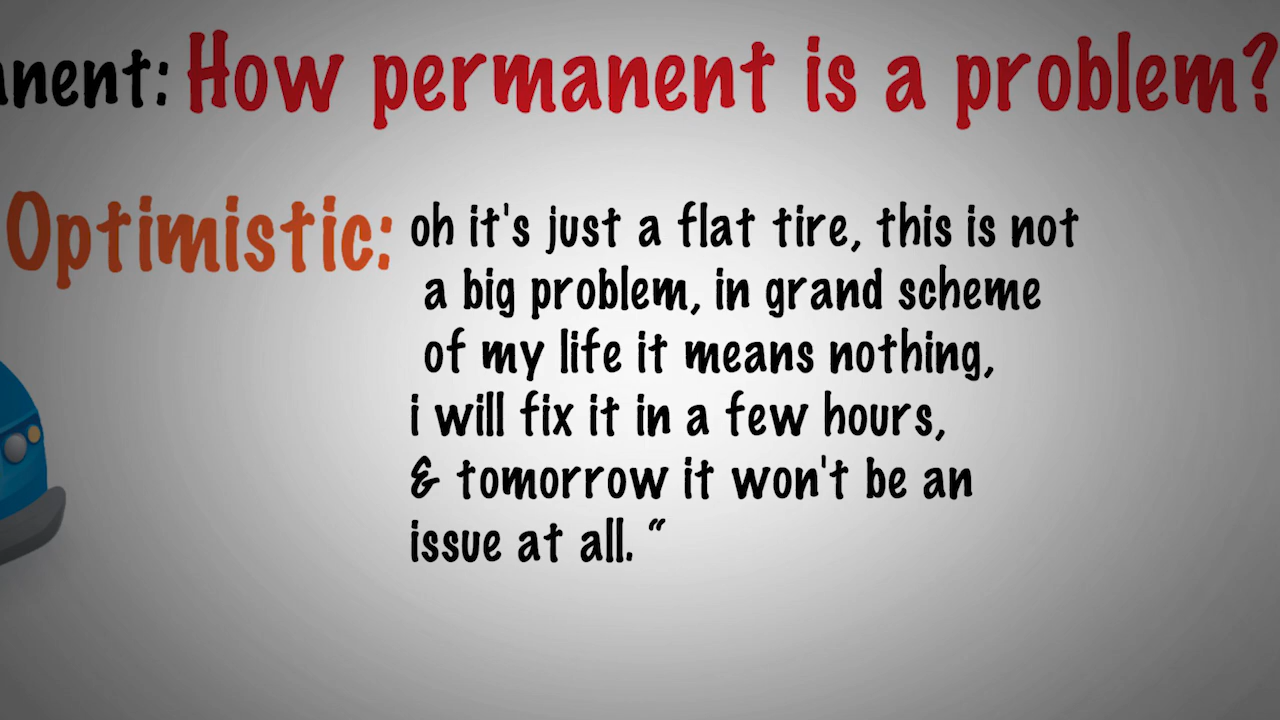 nent: How permanent is a problem?
Optimistic: oh it's just a flat tire, this is not
a big problem, in grand scheme
of my life it means nothing,
i will fix it in a few hours,
& tomorrow it won't be an
issue at all. “